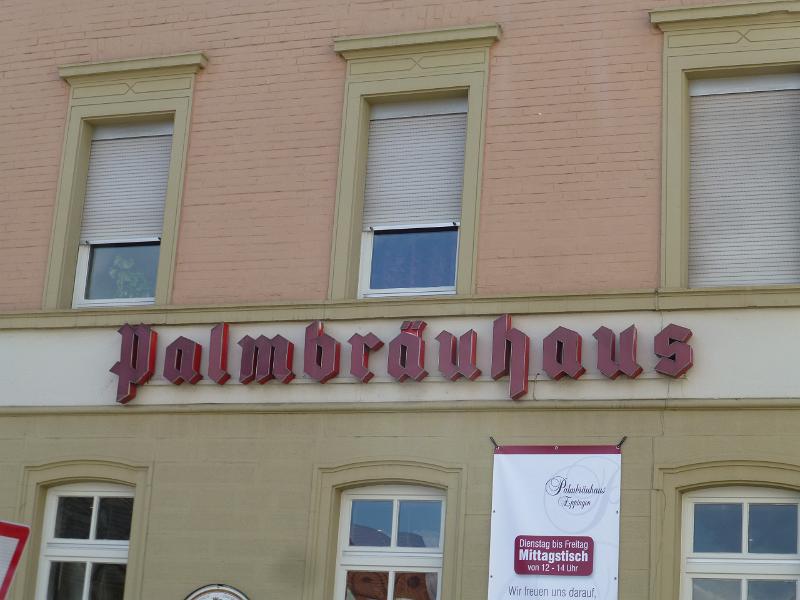 Palmbräuhaus
Palmbräuhaus
Eppingen
Dienstag bis Freitag
Mittagstisch
von 12 - 14 Uhr
Wir freuen uns darauf,